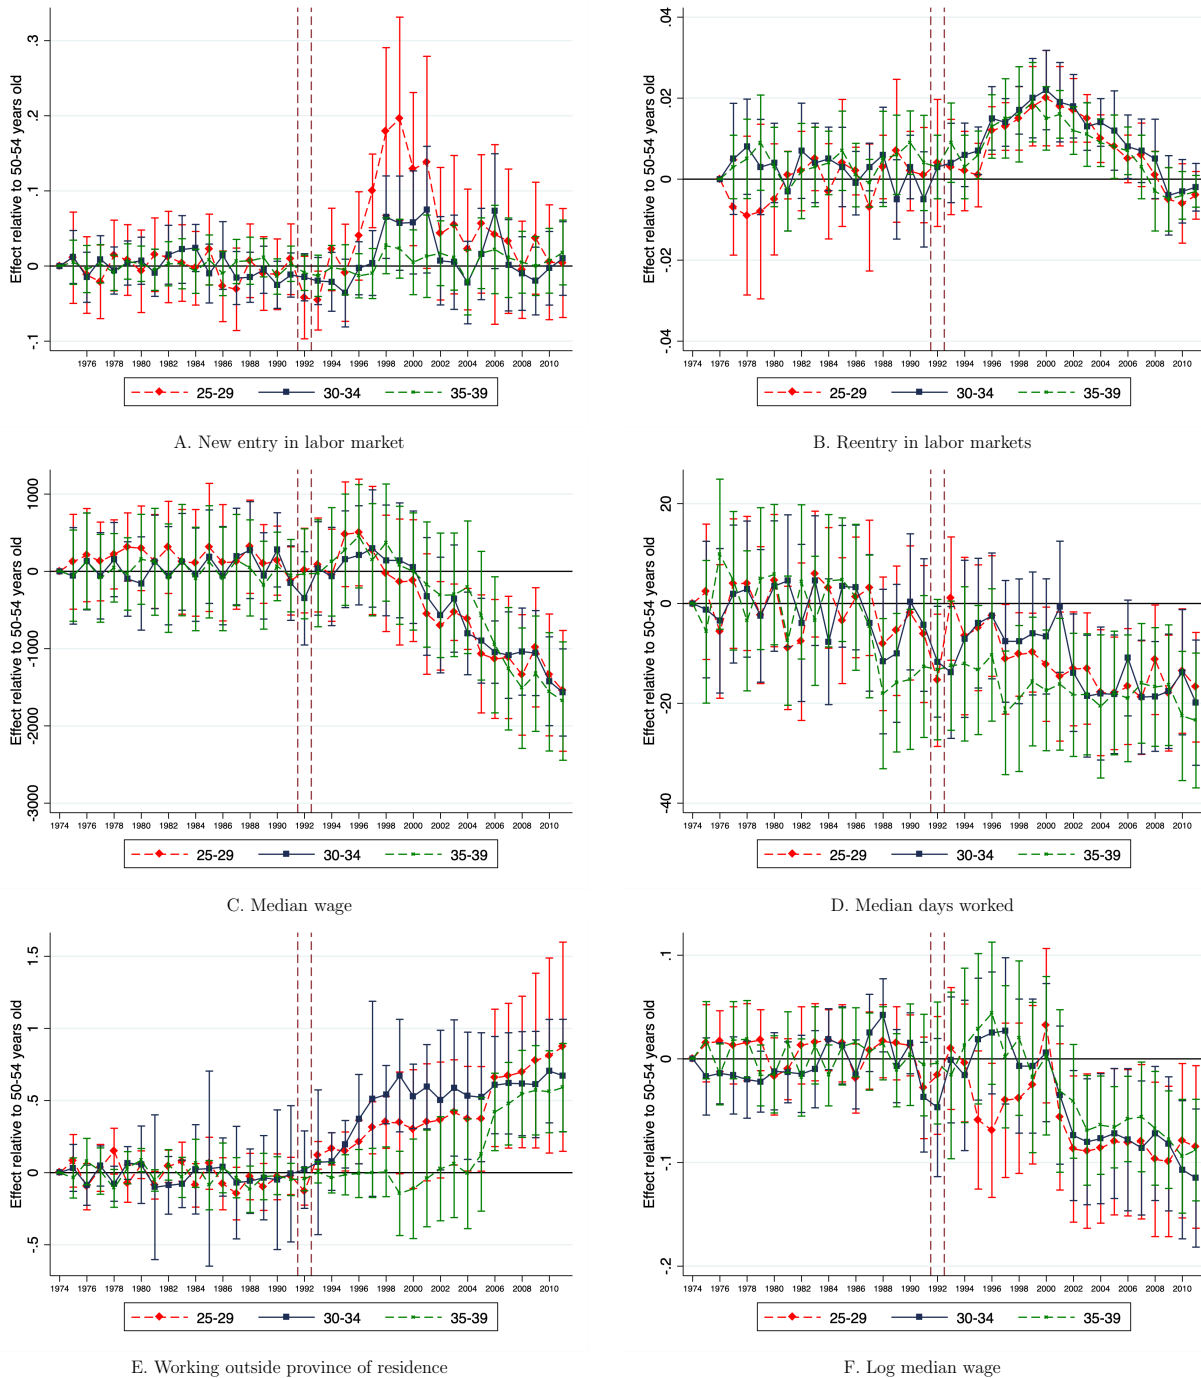 Effect relative to 50-54 years old
.3
.2
.1
0
-.1
1976 1978 1980 1982 1984 1986 1988 1990 1992 1994 1996 1998 2000 2002 2004 2006 2008 2010
25-29 30-34 35-39
A. New entry in labor market
Effect relative to 50-54 years old
.04
.02
0
-.02
-.04
1974 1976 1978 1980 1982 1984 1986 1988 1990 1992 1994 1996 1998 2000 2002 2004 2006 2008 2010
25-29 30-34 35-39
B. Reentry in labor markets
Effect relative to 50-54 years old
1000
0
-1000
-2000
-3000
1974 1976 1978 1980 1982 1984 1986 1988 1990 1992 1994 1996 1998 2000 2002 2004 2006 2008 2010
25-29 30-34 35-39
C. Median wage
Effect relative to 50-54 years old
20
0
-20
-40
1974 1976 1978 1980 1982 1984 1986 1988 1990 1992 1994 1996 1998 2000 2002 2004 2006 2008 2010
25-29 30-34 35-39
D. Median days worked
Effect relative to 50-54 years old
1.5
1
.5
0
-.5
1974 1976 1978 1980 1982 1984 1986 1988 1990 1992 1994 1996 1998 2000 2002 2004 2006 2008 2010
25-29 30-34 35-39
E. Working outside province of residence
Effect relative to 50-54 years old
.1
0
-.1
-.2
1974 1976 1978 1980 1982 1984 1986 1988 1990 1992 1994 1996 1998 2000 2002 2004 2006 2008 2010
25-29 30-34 35-39
F. Log median wage